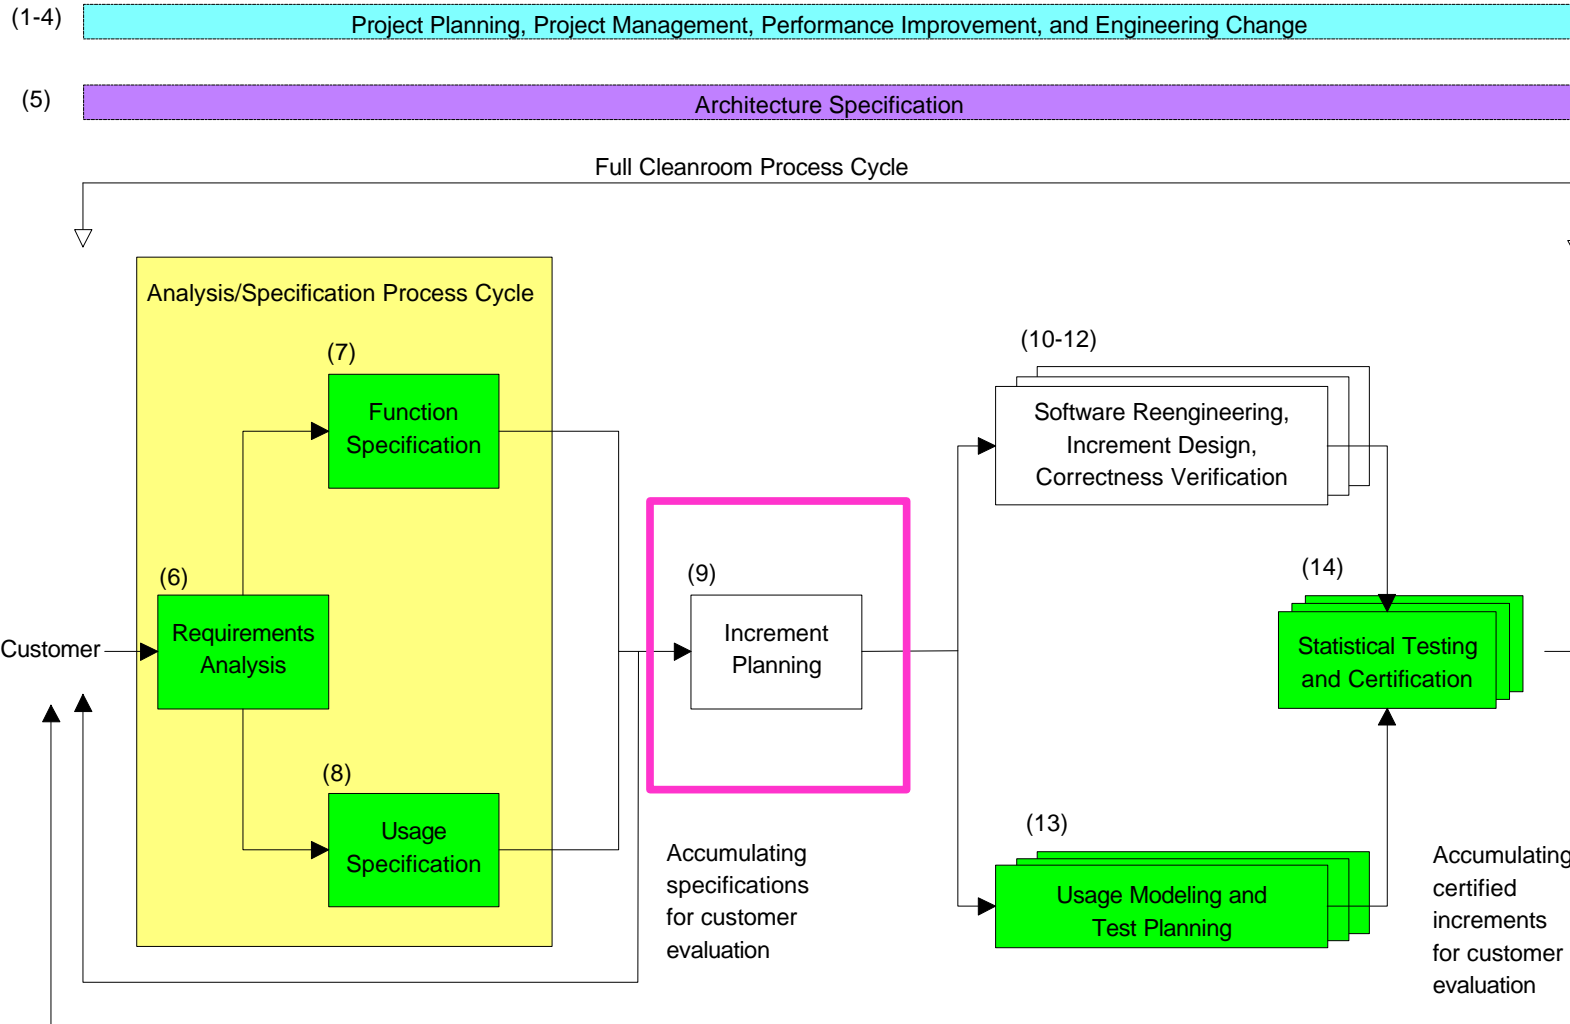 (1-4)
Project Planning, Project Management, Performance Improvement, and Engineering Change
(5)
Architecture Specification
Full Cleanroom Process Cycle
Analysis/Specification Process Cycle
(7)
Function
Specification
(6)
Requirements
Analysis
Customer
(8)
Usage
Specification
(9)
Increment
Planning
Accumulating
specifications
for customer
evaluation
(10-12)
Software Reengineering,
Increment Design,
Correctness Verification
(14)
Statistical Testing
and Certification
(13)
Usage Modeling and
Test Planning
Accumulating
certified
increments
for customer
evaluation